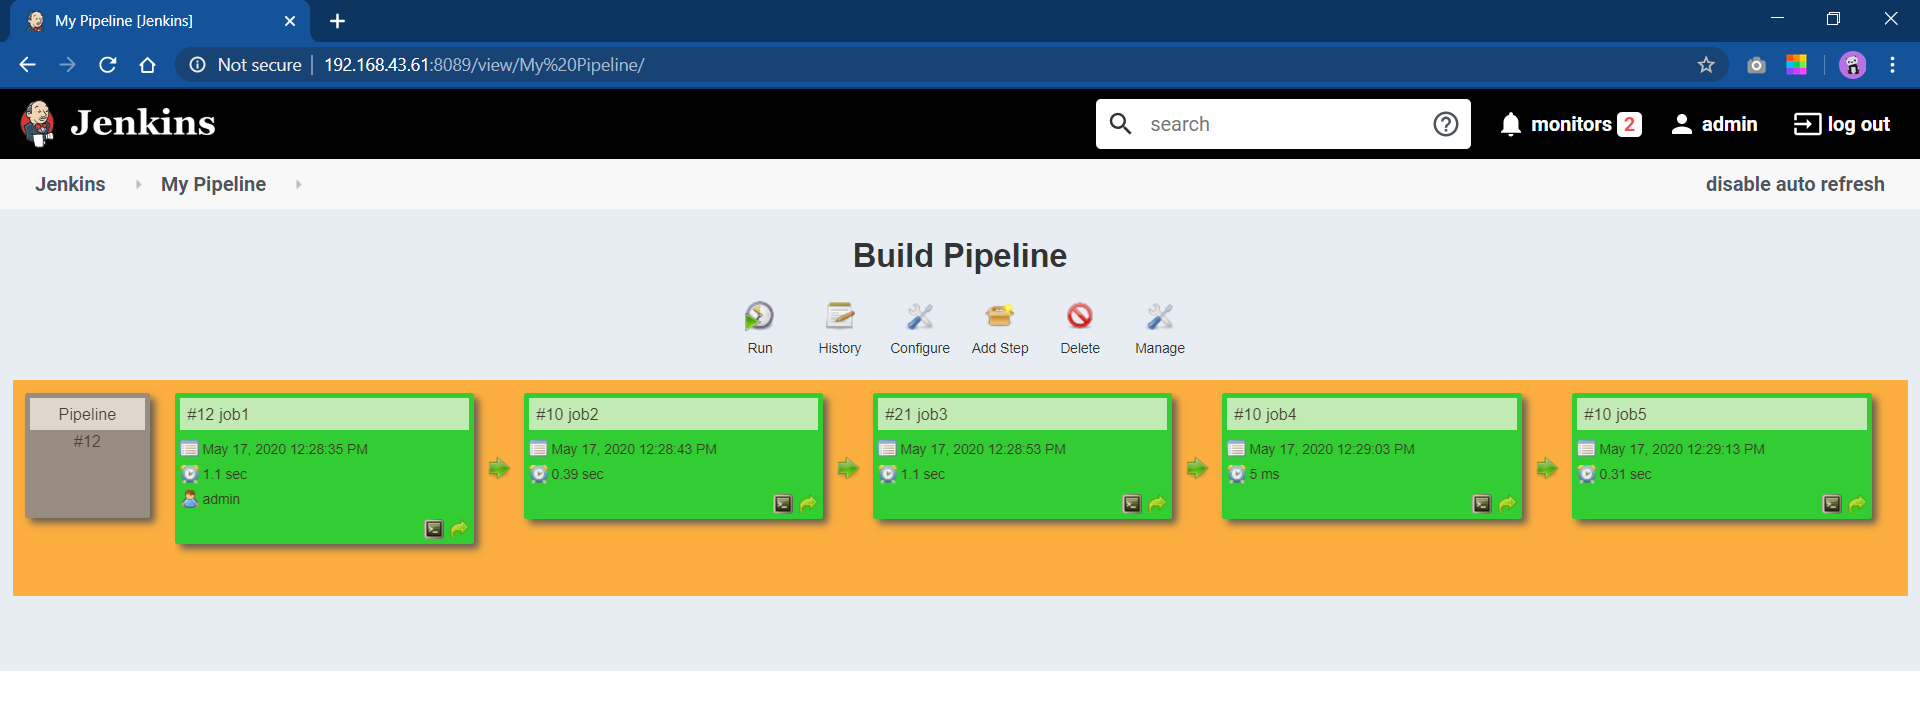 My Pipeline [Jenkins]
Not secure 192.168.43.61:8089/view/My%20Pipeline/
Jenkins search monitors 2 admin log out
Jenkins My Pipeline disable auto refresh
Build Pipeline
Run History Configure Add Step Delete Manage
Pipeline
#12
#12 job1
May 17, 2020 12:28:35 PM
1.1 sec
admin
#10 job2
May 17, 2020 12:28:43 PM
0.39 sec
#21 job3
May 17, 2020 12:28:53 PM
1.1 sec
#10 job4
May 17, 2020 12:29:03 PM
5 ms
#10 job5
May 17, 2020 12:29:13 PM
0.31 sec